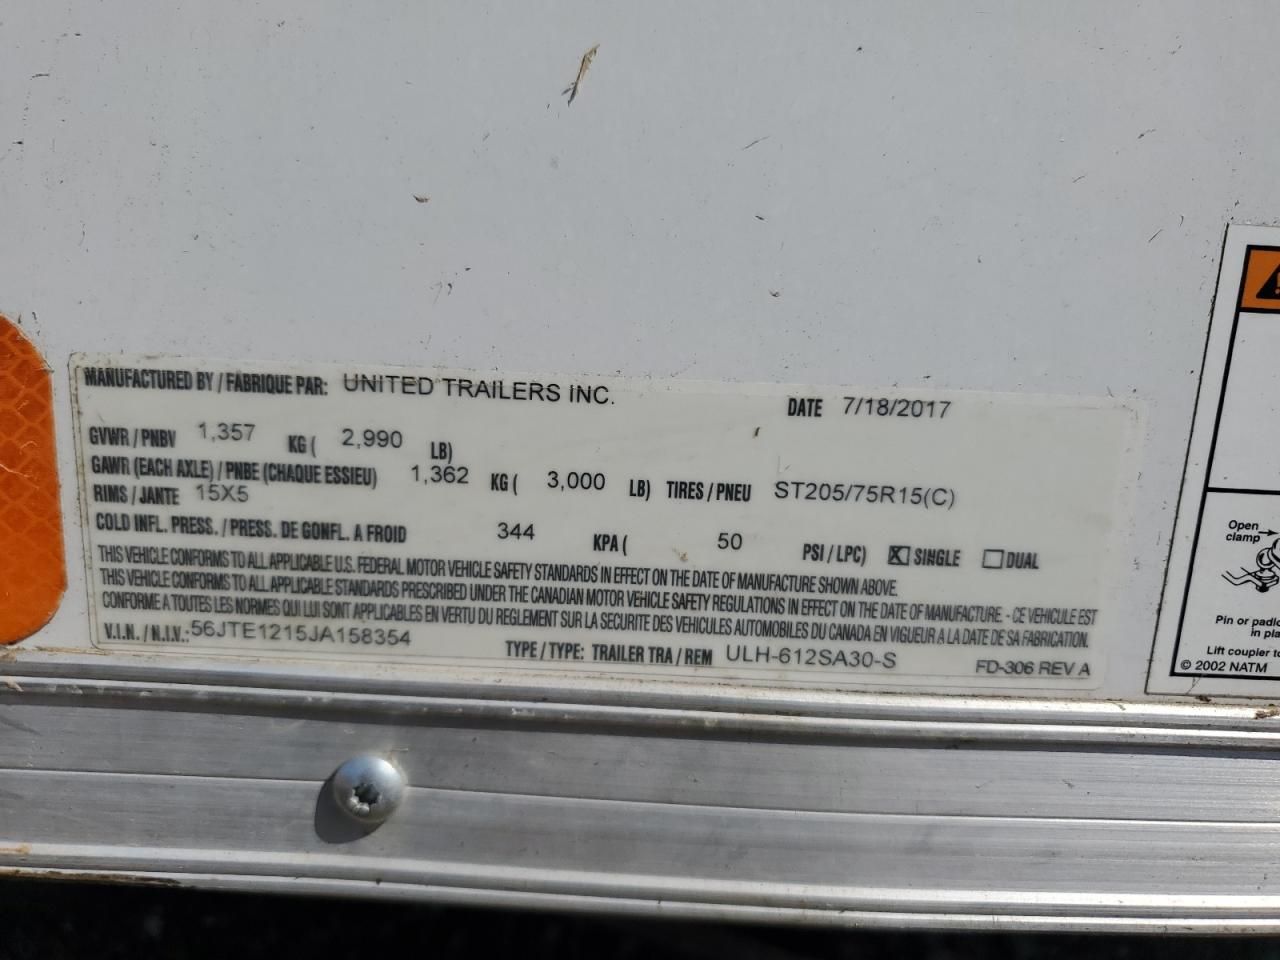 MANUFACTURED BY / FABRIQUE PAR: UNITED TRAILERS INC. DATE 7/18/2017
GVWR / PNBV 1,357 KG ( 2,990 LB)
GAWR (EACH AXLE) / PNBE (CHAQUE ESSIEU) 1,362 KG ( 3,000 LB) TIRES / PNEU ST205/75R15(C)
RIMS / JANTE 15X5
COLD INFL. PRESS. / PRESS. DE GONFL. A FROID 344 KPA ( 50 PSI / LPC) ☒ SINGLE ☐ DUAL
THIS VEHICLE CONFORMS TO ALL APPLICABLE U.S. FEDERAL MOTOR VEHICLE SAFETY STANDARDS IN EFFECT ON THE DATE OF MANUFACTURE SHOWN ABOVE.
THIS VEHICLE CONFORMS TO ALL APPLICABLE STANDARDS PRESCRIBED UNDER THE CANADIAN MOTOR VEHICLE SAFETY REGULATIONS IN EFFECT ON THE DATE OF MANUFACTURE - CE VEHICULE EST
CONFORME A TOUTES LES NORMES QUI LUI SONT APPLICABLES EN VERTU DU REGLEMENT SUR LA SECURITE DES VEHICULES AUTOMOBILES DU CANADA EN VIGUEUR A LA DATE DE SA FABRICATION.
V.I.N. / N.I.V.: 56JTE1215JA158354 TYPE / TYPE: TRAILER TRA / REM ULH-612SA30-S FD-306 REV A
Open
clamp
Pin or
in
Lift coupler to
© 2002 NATM